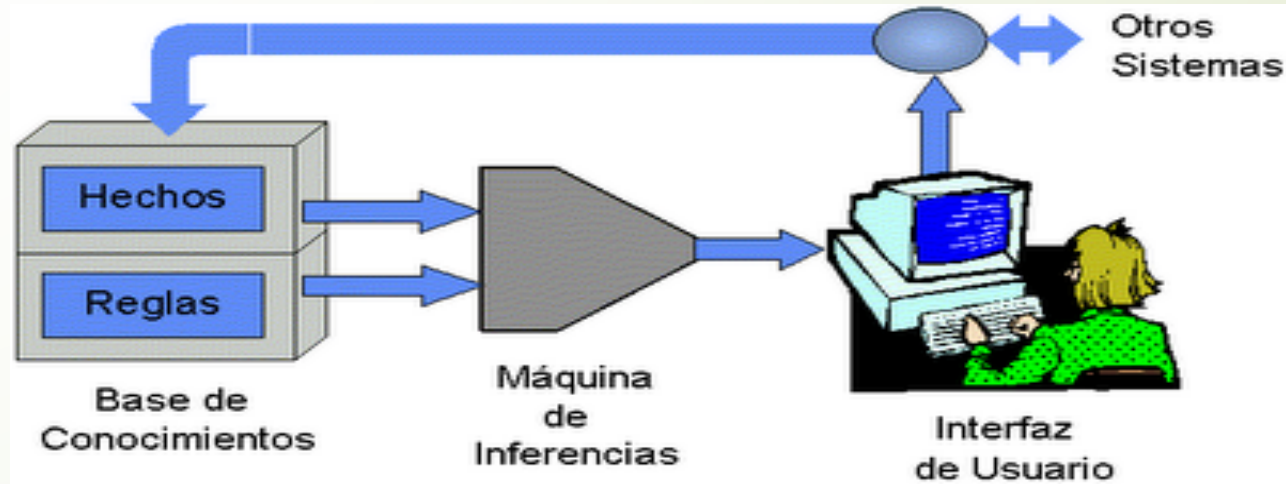 Otros
Sistemas
Hechos
Reglas
Base de
Conocimientos
Máquina
de
Inferencias
Interfaz
de Usuario